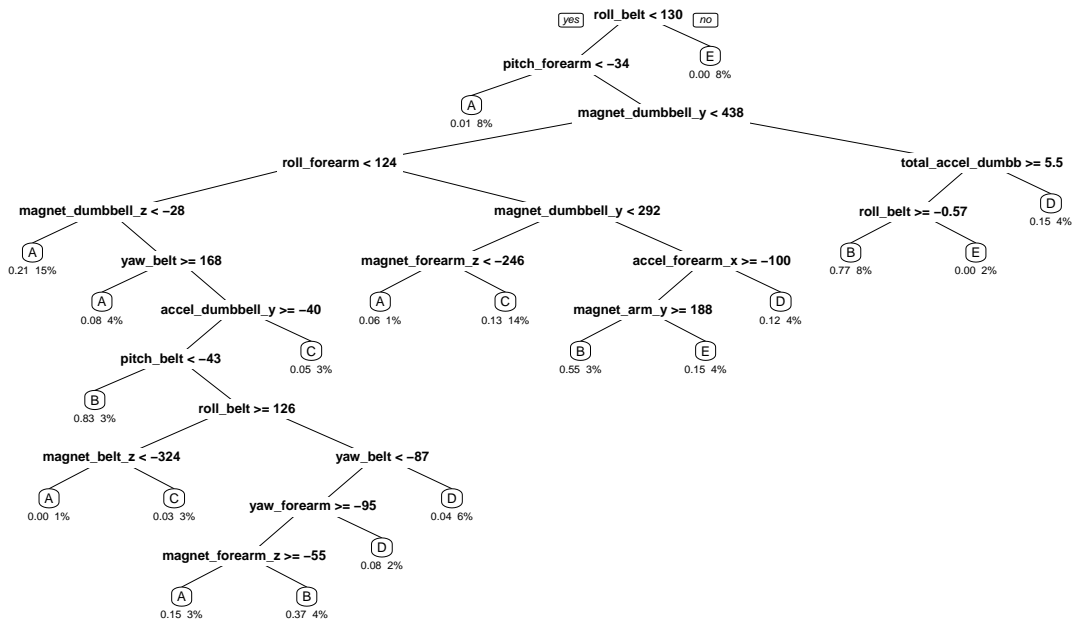 yes roll_belt < 130 no
pitch_forearm < −34
E
0.00 8%
A
0.01 8%
magnet_dumbbell_y < 438
roll_forearm < 124
total_accel_dumbb >= 5.5
magnet_dumbbell_z < −28
magnet_dumbbell_y < 292
roll_belt >= −0.57
D
0.15 4%
A
0.21 15%
yaw_belt >= 168
magnet_forearm_z < −246
accel_forearm_x >= −100
B
0.77 8%
E
0.00 2%
A
0.08 4%
accel_dumbbell_y >= −40
A
0.06 1%
C
0.13 14%
magnet_arm_y >= 188
D
0.12 4%
pitch_belt < −43
C
0.05 3%
B
0.55 3%
E
0.15 4%
B
0.83 3%
roll_belt >= 126
magnet_belt_z < −324
yaw_belt < −87
A
0.00 1%
C
0.03 3%
yaw_forearm >= −95
D
0.04 6%
magnet_forearm_z >= −55
D
0.08 2%
A
0.15 3%
B
0.37 4%